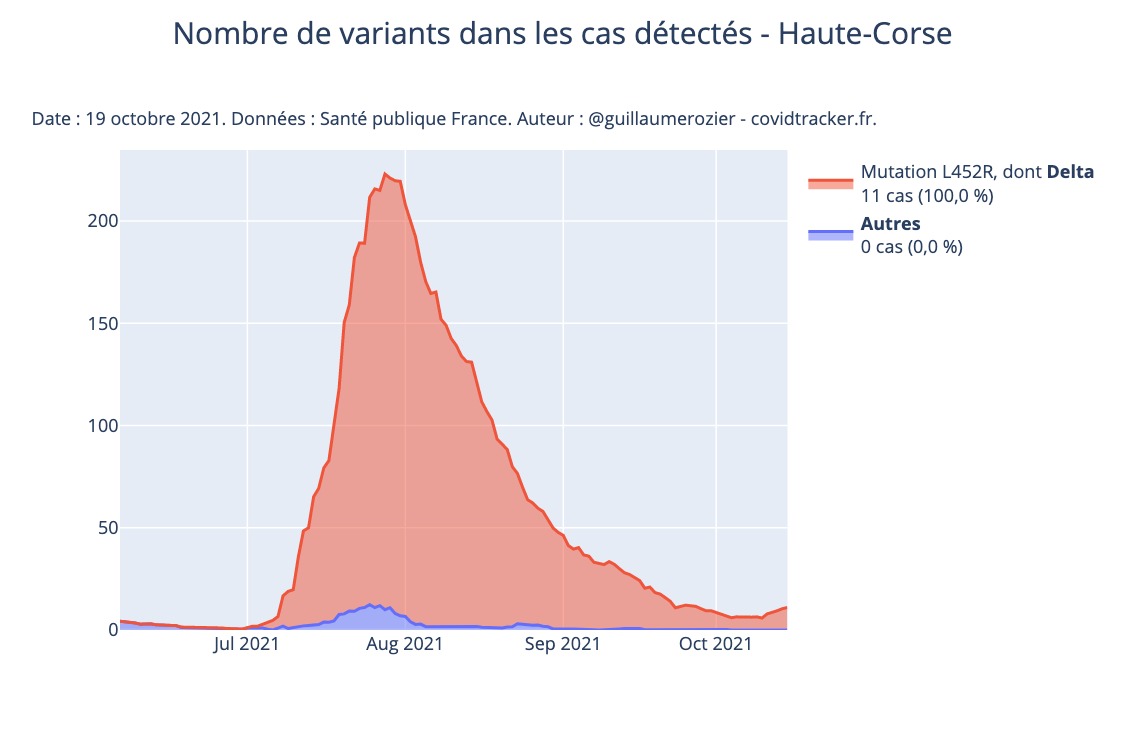 Nombre de variants dans les cas détectés - Haute-Corse
Date : 19 octobre 2021. Données : Santé publique France. Auteur : @guillaumerozier - covidtracker.fr.
Mutation L452R, dont Delta
11 cas (100,0 %)
Autres
0 cas (0,0 %)
200
150
100
50
0
Jul 2021
Aug 2021
Sep 2021
Oct 2021